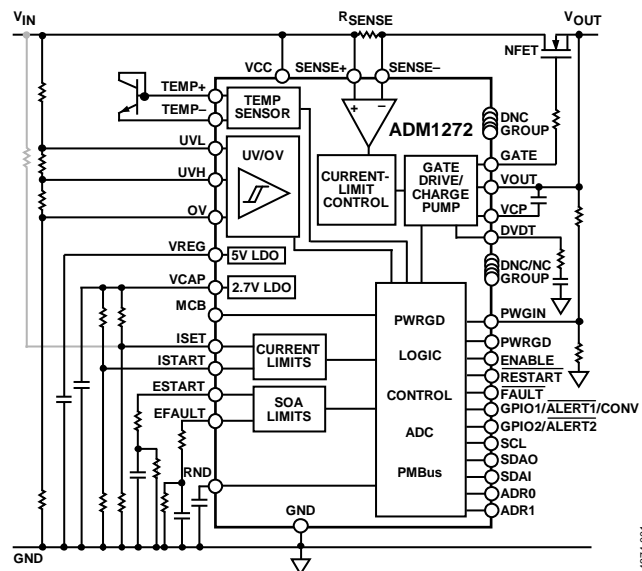 VIN
RSENSE
VOUT
NFET
VCC
SENSE+
SENSE–
TEMP+
TEMP–
TEMP
SENSOR
+
–
ADM1272
DNC
GROUP
UVL
UVH
OV
UV/OV
CURRENT-
LIMIT
CONTROL
GATE
DRIVE/
CHARGE
PUMP
GATE
VOUT
VCP
DVDT
VREG
5V LDO
VCAP
2.7V LDO
DNC/NC
GROUP
MCB
ISET
ISTART
CURRENT
LIMITS
ESTART
EFAULT
SOA
LIMITS
RND
PWRGD
LOGIC
CONTROL
ADC
PMBus
PWGIN
PWRGD
ENABLE
RESTART
FAULT
GPIO1/ALERT1/CONV
GPIO2/ALERT2
SCL
SDAO
SDAI
ADR0
ADR1
GND
GND